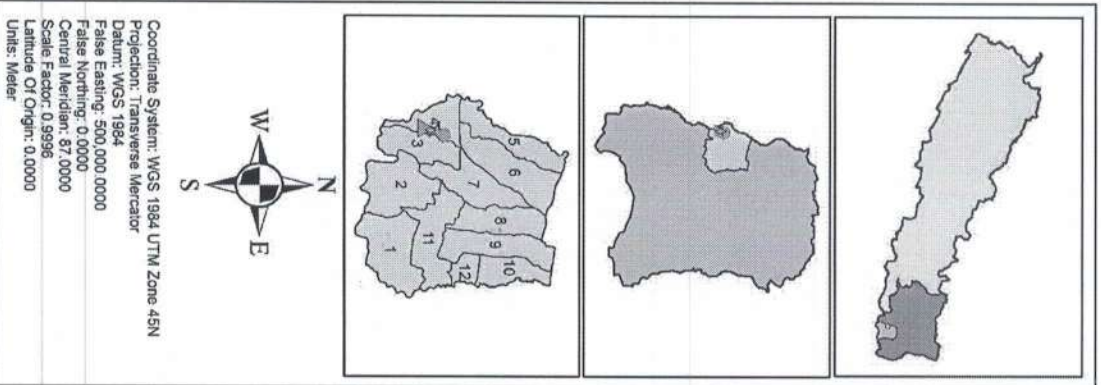 5
6
7
3
2
8
9
10
11
12
1
N
W
E
S
Coordinate System: WGS 1984 UTM Zone 45N
Projection: Transverse Mercator
Datum: WGS 1984
False Easting: 500,000.0000
False Northing: 0.0000
Central Meridian: 87.0000
Scale Factor: 0.9996
Latitude Of Origin: 0.0000
Units: Meter